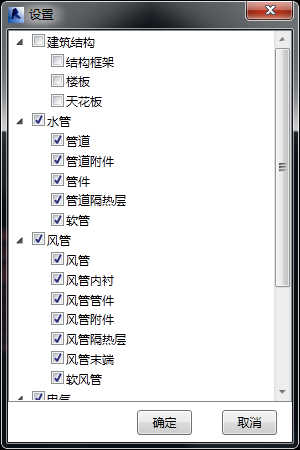 设置
建筑结构
结构框架
楼板
天花板
水管
管道
管道附件
管件
管道隔热层
软管
风管
风管
风管内衬
风管管件
风管附件
风管隔热层
风管末端
软风管
电气
确定
取消